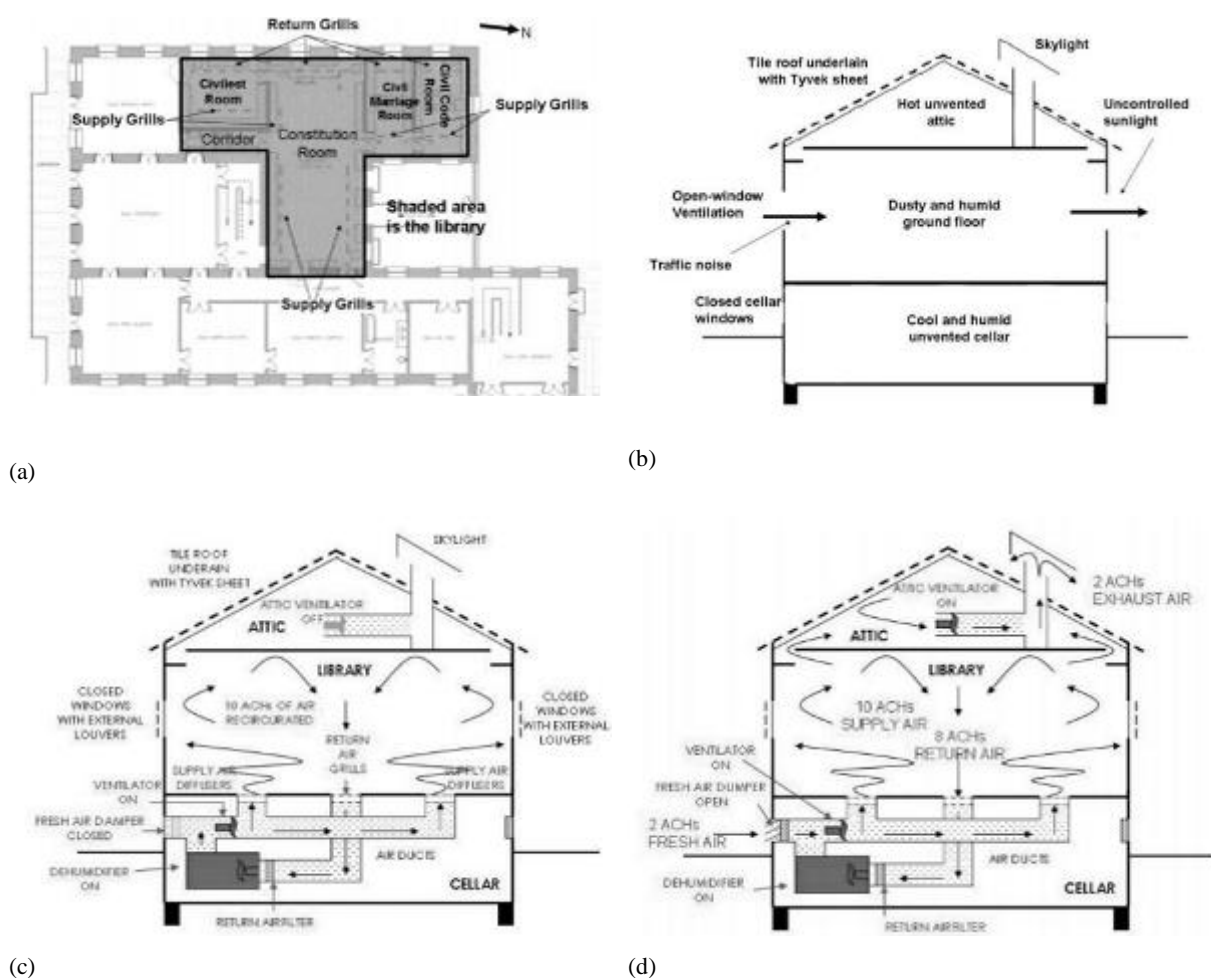 Return Grills
N
Civilest
Room
Civil
Marriage
Room
Civil Code
Room
Supply Grills
Supply Grills
Corridor
Constitution
Room
Shaded area
is the library
Supply Grills
(a)
Tile roof underlain
with Tyvek sheet
Skylight
Hot unvented
attic
Uncontrolled
sunlight
Open-window
Ventilation
Dusty and humid
ground floor
Traffic noise
Closed cellar
windows
Cool and humid
unvented cellar
(b)
SKYLIGHT
TILE ROOF
UNDERAIN
WITH TYVEK SHEET
ATTIC VENTILATOR
OFF
ATTIC
LIBRARY
CLOSED
WINDOWS
WITH EXTERNAL
LOUVERS
10 ACHs OF AIR
RECIRCURATED
CLOSED
WINDOWS
WITH EXTERNAL
LOUVERS
RETURN
AIR
GRILLS
SUPPLY AIR
DIFFUSERS
SUPPLY AIR
DIFFUSERS
VENTILATOR
ON
FRESH AIR DAMPER
CLOSED
AIR DUCTS
DEHUMIDIFIER
ON
CELLAR
RETURN AIR FILTER
(c)
2 ACHs
EXHAUST AIR
ATTIC VENTILATOR
ON
ATTIC
LIBRARY
10 ACHs
SUPPLY AIR
8 ACHs
RETURN AIR
VENTILATOR
ON
FRESH AIR DUMPER
OPEN
2 ACHs
FRESH AIR
AIR DUCTS
DEHUMIDIFIER
ON
CELLAR
RETURN AIR FILTER
(d)